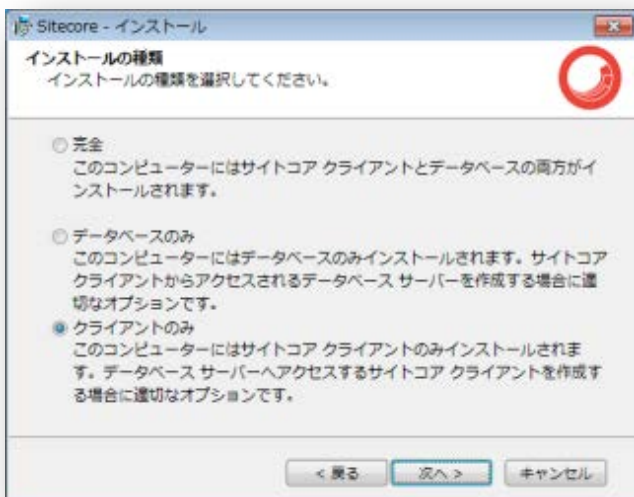 Sitecore - インストール
インストールの種類
インストールの種類を選択してください。
完全
このコンピューターにはサイトコア クライアントとデータベースの両方がイ
ンストールされます。
データベースのみ
このコンピューターにはデータベースのみインストールされます。サイトコア
クライアントからアクセスされるデータベース サーバーを作成する場合に適
切なオプションです。
クライアントのみ
このコンピューターにはサイトコア クライアントのみインストールされま
す。データベース サーバーへアクセスするサイトコア クライアントを作成す
る場合に適切なオプションです。
< 戻る 次へ > キャンセル